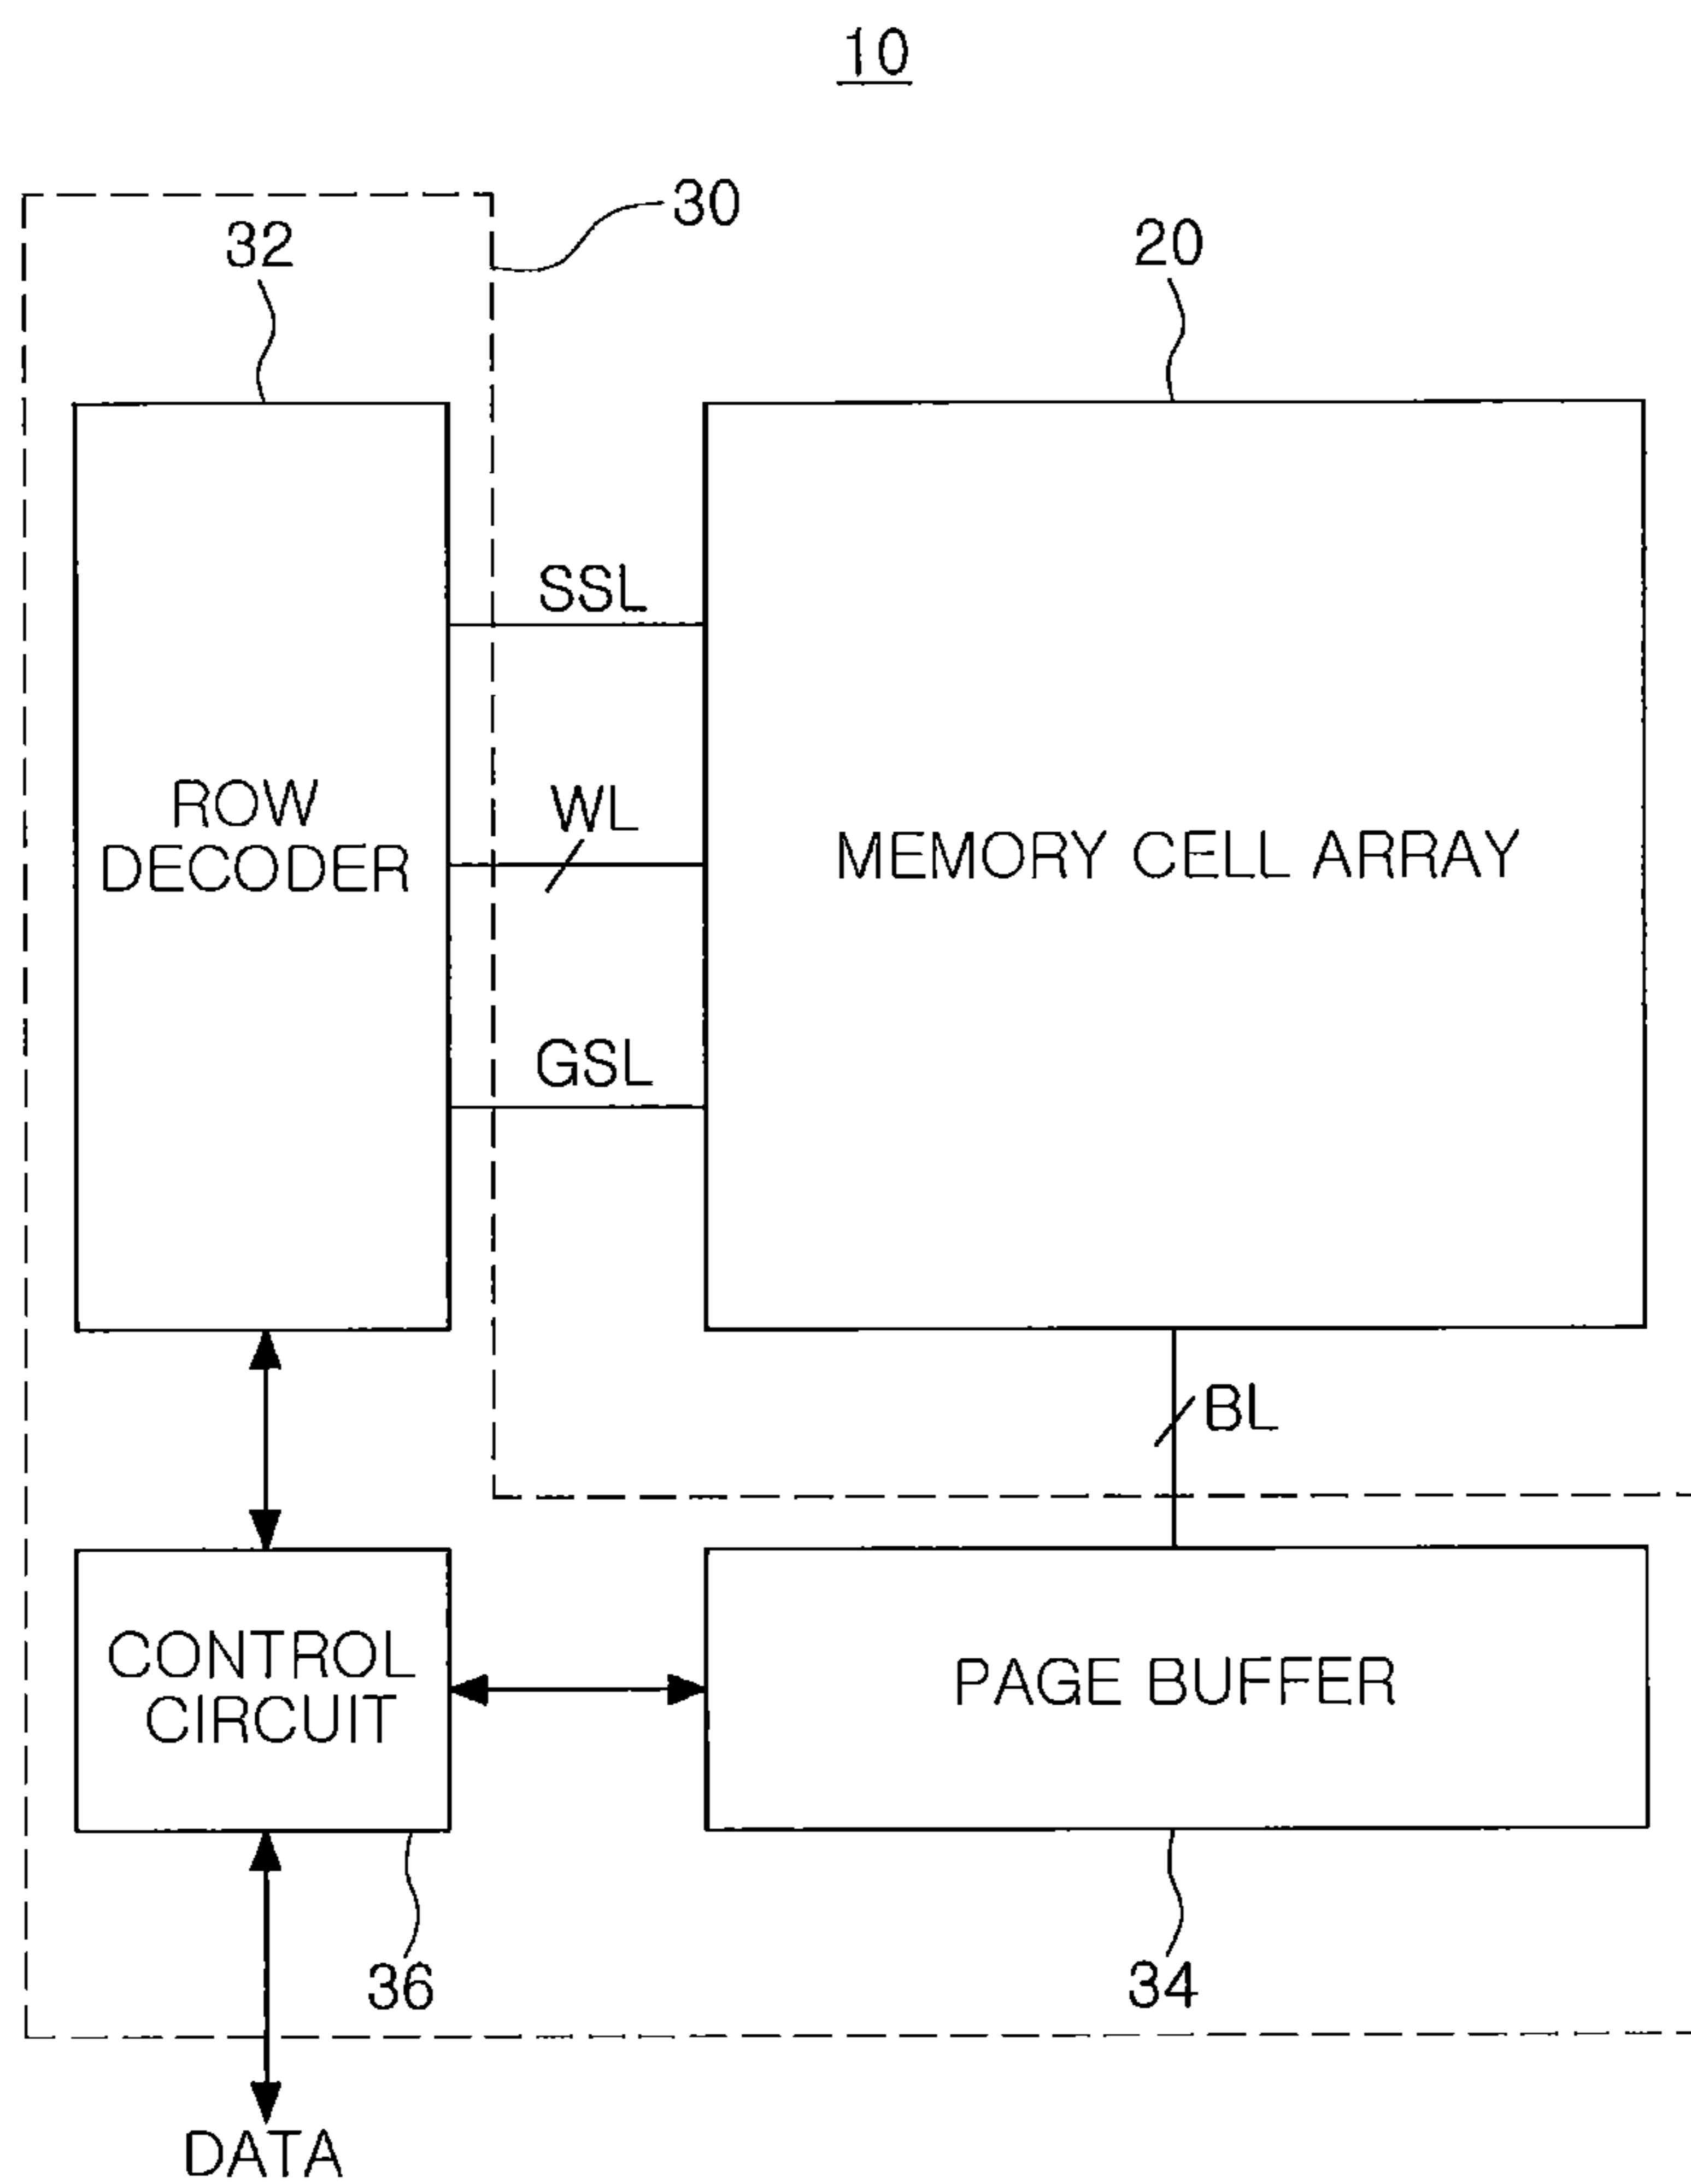 10
30
32
20
SSL
ROW
DECODER
WL
MEMORY CELL ARRAY
GSL
BL
CONTROL
CIRCUIT
PAGE BUFFER
36
34
DATA